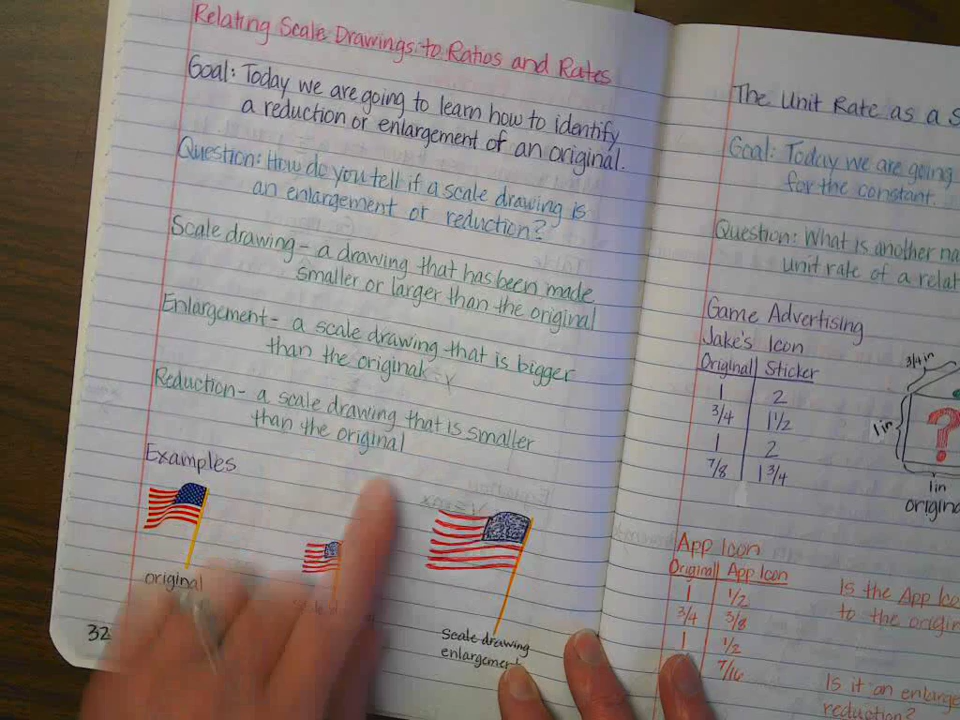 Relating Scale Drawings to Ratios and Rates
Goal: Today we are going to learn how to identify
a reduction or enlargement of an original.
Question: How do you tell if a scale drawing is
an enlargement or reduction?
Scale drawing - a drawing that has been made
smaller or larger than the original
Enlargement - a scale drawing that is bigger
than the original
Reduction - a scale drawing that is smaller
than the original
Examples
original
scale drawing
enlargement
32
The Unit Rate as a S
Goal: Today we are going
for the constant.
Question: What is another na
unit rate of a relat
Game Advertising
Jake's Icon
Original Sticker
1 2
3/4 1 1/2
1 2
7/8 1 3/4
3/4 in
1 in
?
1 in
origin
App Icon
Original App Icon
1 1/2
3/4 3/8
1 1/2
7/16
Is the App Ico
to the origin
Is it an enlarge
reduction?